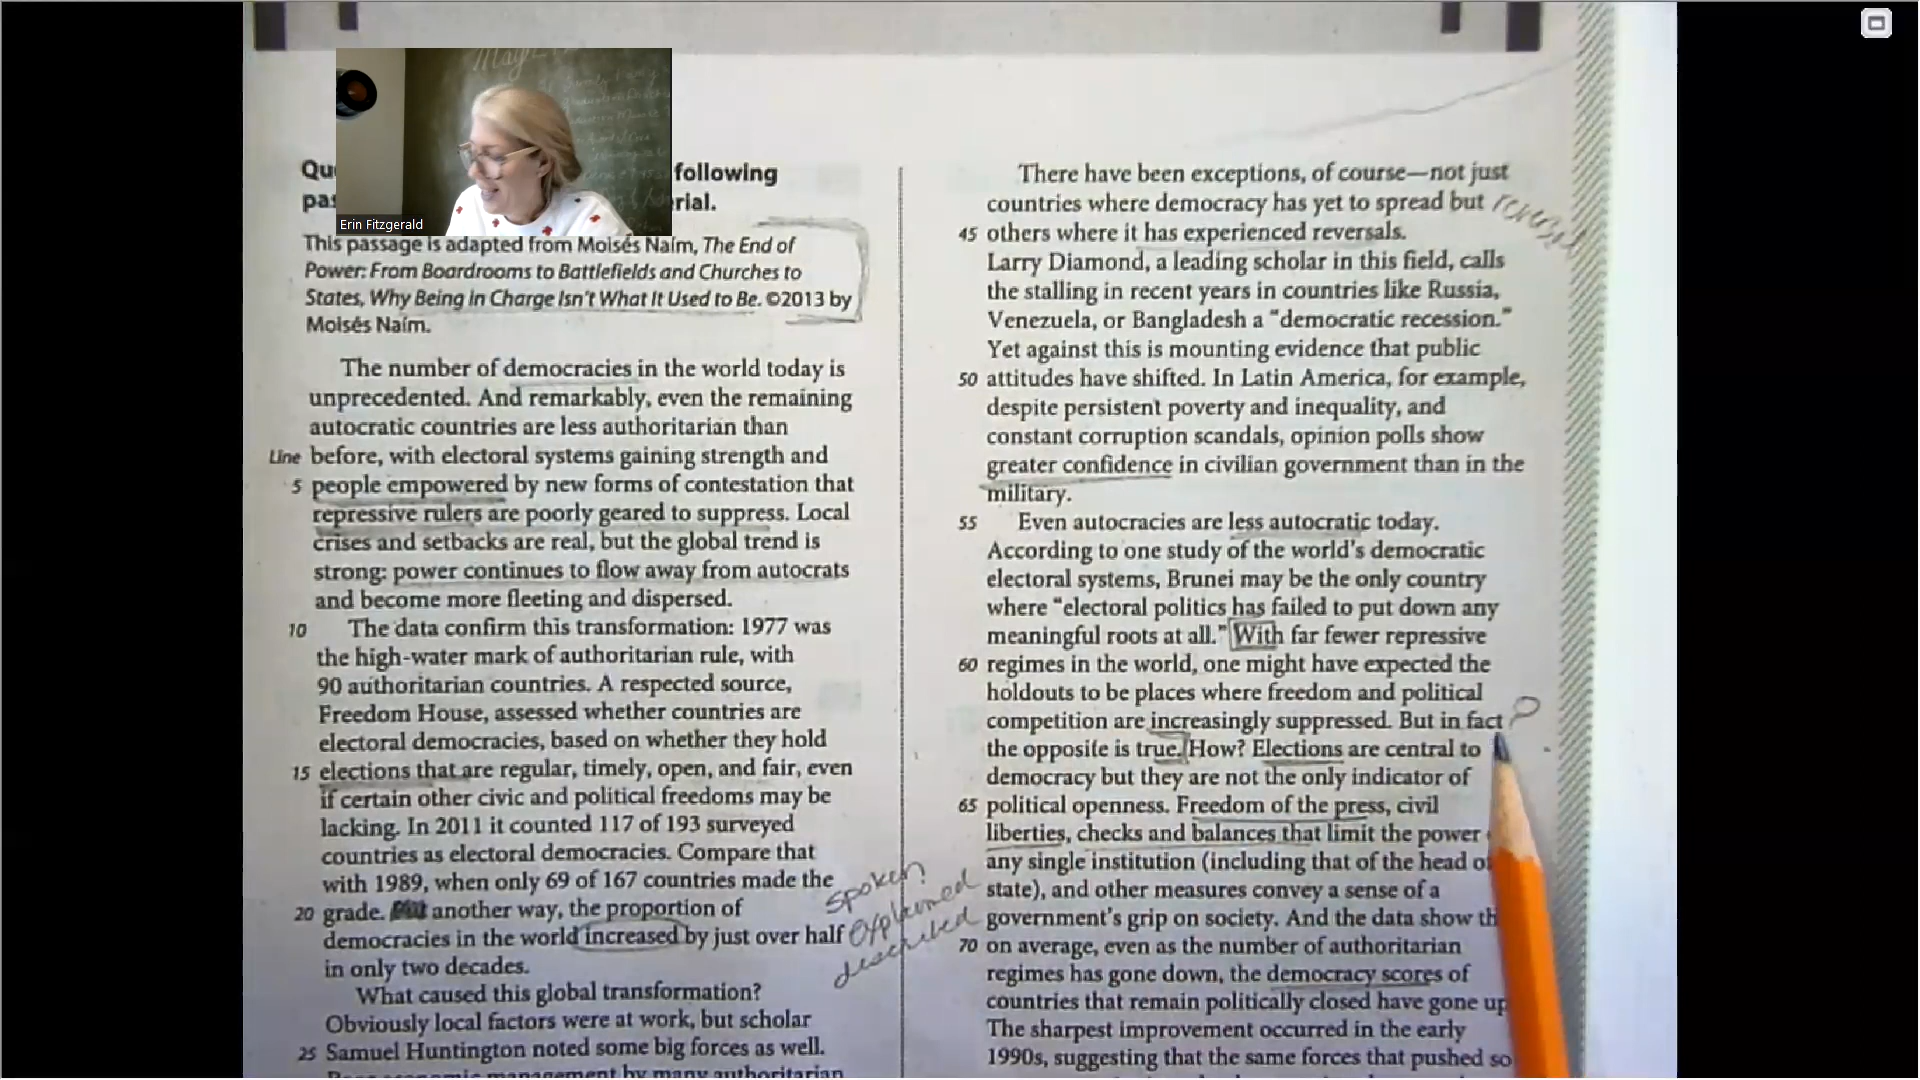 Qu
following
pas
rial.
Erin Fitzgerald
This passage is adapted from Moisés Naím, The End of
Power: From Boardrooms to Battlefields and Churches to
States, Why Being in Charge Isn't What It Used to Be. ©2013 by
Moisés Naím.
The number of democracies in the world today is
unprecedented. And remarkably, even the remaining
autocratic countries are less authoritarian than
Line before, with electoral systems gaining strength and
5 people empowered by new forms of contestation that
repressive rulers are poorly geared to suppress. Local
crises and setbacks are real, but the global trend is
strong: power continues to flow away from autocrats
and become more fleeting and dispersed.
10 The data confirm this transformation: 1977 was
the high-water mark of authoritarian rule, with
90 authoritarian countries. A respected source,
Freedom House, assessed whether countries are
electoral democracies, based on whether they hold
15 elections that are regular, timely, open, and fair, even
if certain other civic and political freedoms may be
lacking. In 2011 it counted 117 of 193 surveyed
countries as electoral democracies. Compare that
with 1989, when only 69 of 167 countries made the
20 grade. another way, the proportion of
democracies in the world increased by just over half
in only two decades.
What caused this global transformation?
Obviously local factors were at work, but scholar
25 Samuel Huntington noted some big forces as well.
Poor economic management by many authoritarian
spoken?
explained
described
There have been exceptions, of course—not just
countries where democracy has yet to spread but
45 others where it has experienced reversals.
Larry Diamond, a leading scholar in this field, calls
the stalling in recent years in countries like Russia,
Venezuela, or Bangladesh a "democratic recession."
Yet against this is mounting evidence that public
50 attitudes have shifted. In Latin America, for example,
despite persistent poverty and inequality, and
constant corruption scandals, opinion polls show
greater confidence in civilian government than in the
military.
55 Even autocracies are less autocratic today.
According to one study of the world's democratic
electoral systems, Brunei may be the only country
where "electoral politics has failed to put down any
meaningful roots at all." With far fewer repressive
60 regimes in the world, one might have expected the
holdouts to be places where freedom and political
competition are increasingly suppressed. But in fact ?
the opposite is true. How? Elections are central to
democracy but they are not the only indicator of
65 political openness. Freedom of the press, civil
liberties, checks and balances that limit the power
any single institution (including that of the head o
state), and other measures convey a sense of a
government's grip on society. And the data show th
70 on average, even as the number of authoritarian
regimes has gone down, the democracy scores of
countries that remain politically closed have gone up
The sharpest improvement occurred in the early
1990s, suggesting that the same forces that pushed so